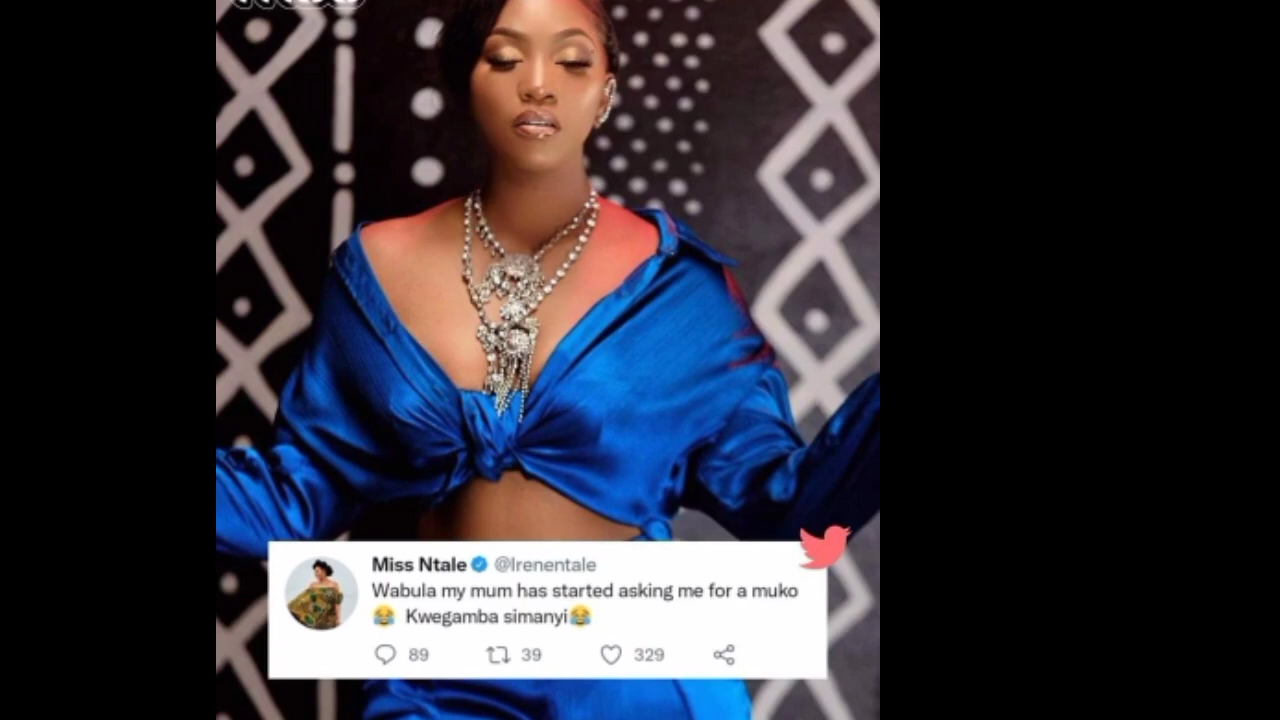 Miss Ntale @Irenentale
Wabula my mum has started asking me for a muko
😂 Kwegamba simanyi😂
89 39 329